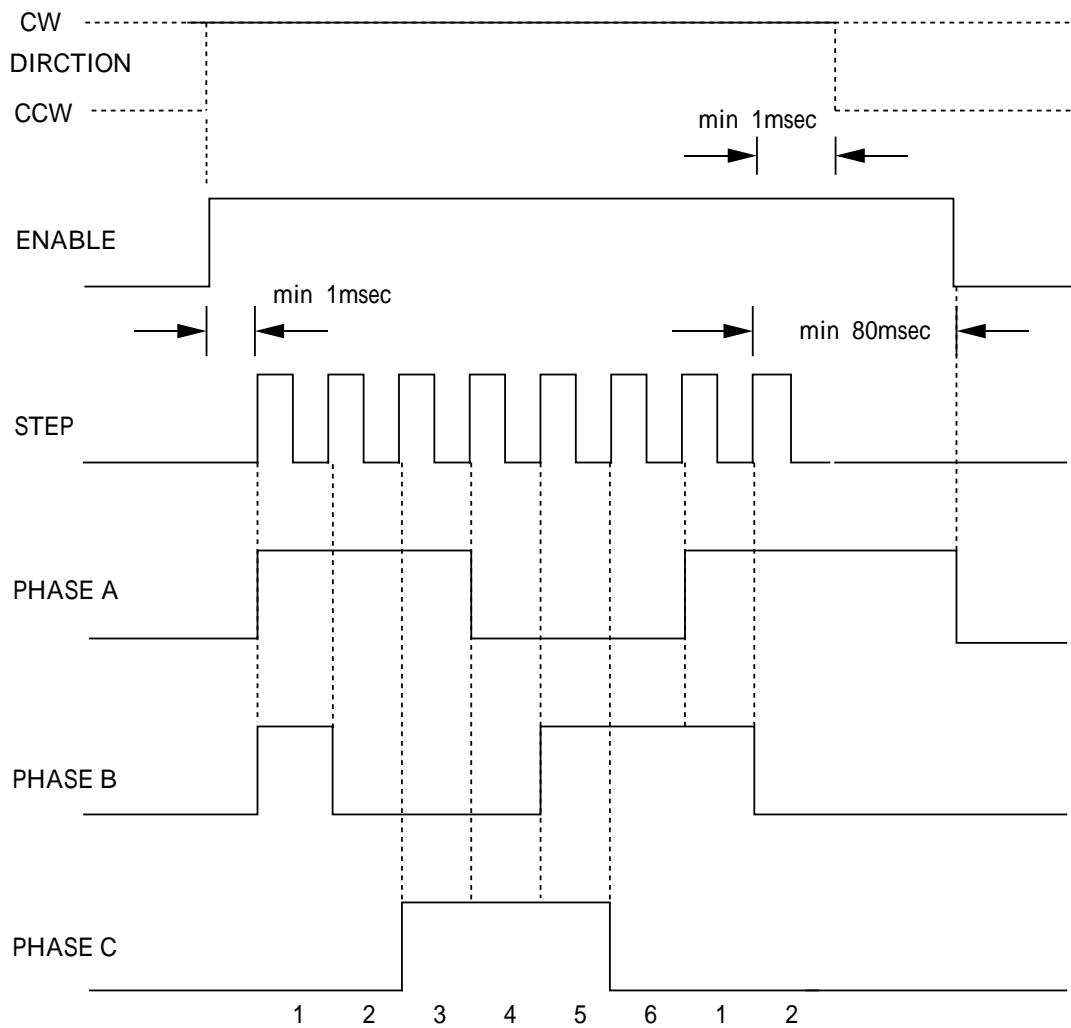 CW
DIRCTION
CCW
min 1msec
ENABLE
min 1msec
min 80msec
STEP
PHASE A
PHASE B
PHASE C
1 2 3 4 5 6 1 2